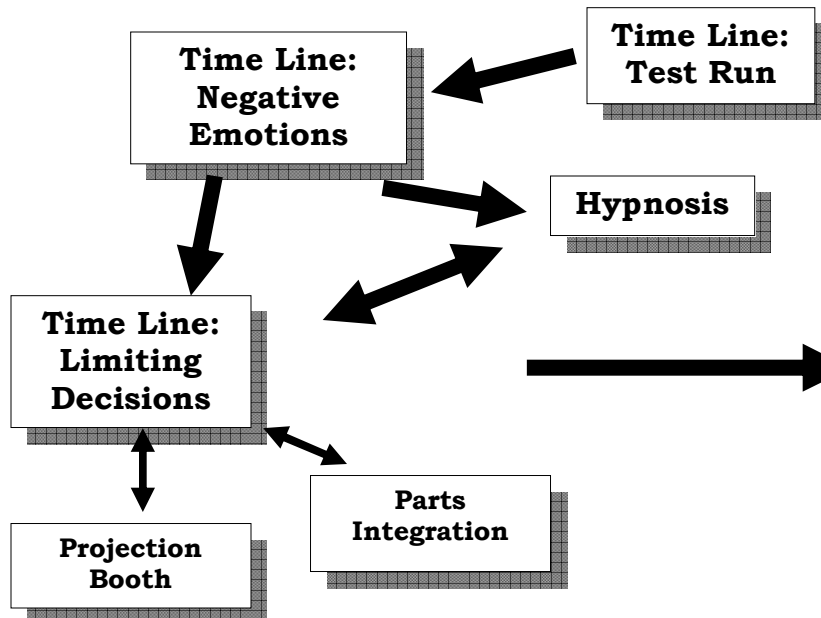 Time Line:
Negative
Emotions
Time Line:
Test Run
Hypnosis
Time Line:
Limiting
Decisions
Parts
Integration
Projection
Booth